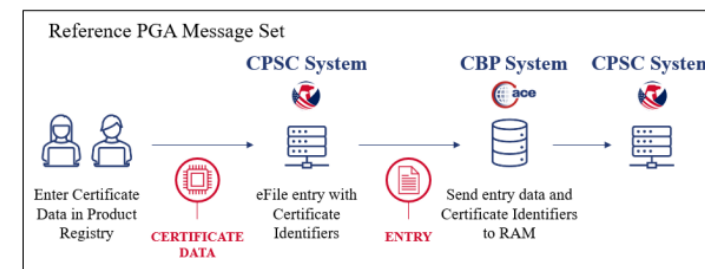 Reference PGA Message Set
CPSC System
CBP System
CPSC System
ace
Enter Certificate
Data in Product
Registry
CERTIFICATE
DATA
eFile entry with
Certificate
Identifiers
ENTRY
Send entry data and
Certificate Identifiers
to RAM